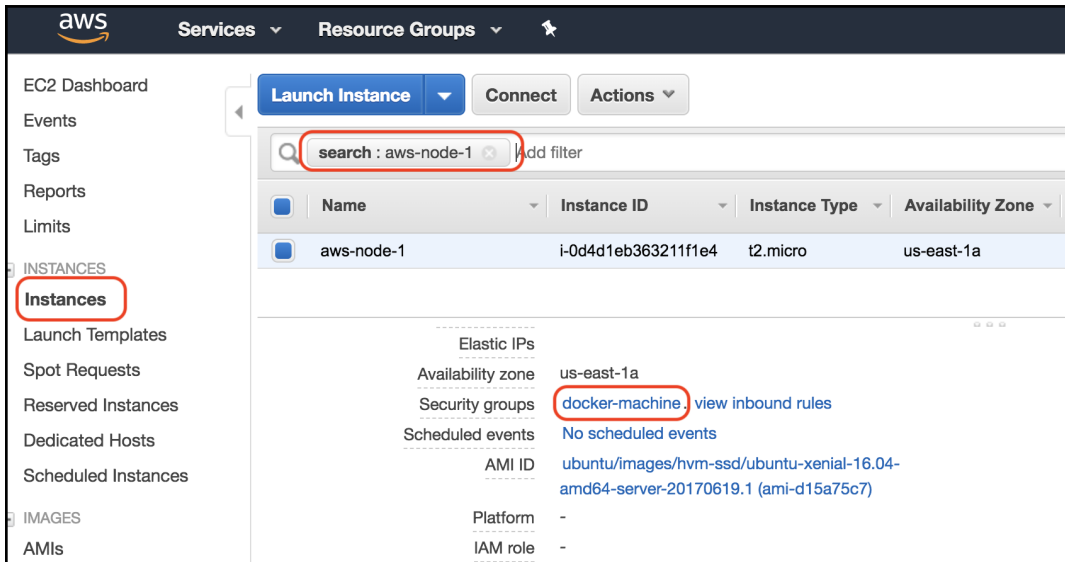 aws
Services
Resource Groups
EC2 Dashboard
Events
Tags
Reports
Limits
INSTANCES
Instances
Launch Templates
Spot Requests
Reserved Instances
Dedicated Hosts
Scheduled Instances
IMAGES
AMIs
Launch Instance
Connect
Actions
search : aws-node-1
Add filter
Name Instance ID Instance Type Availability Zone
aws-node-1 i-0d4d1eb363211f1e4 t2.micro us-east-1a
Elastic IPs
Availability zone us-east-1a
Security groups docker-machine. view inbound rules
Scheduled events No scheduled events
AMI ID ubuntu/images/hvm-ssd/ubuntu-xenial-16.04-
amd64-server-20170619.1 (ami-d15a75c7)
Platform -
IAM role -